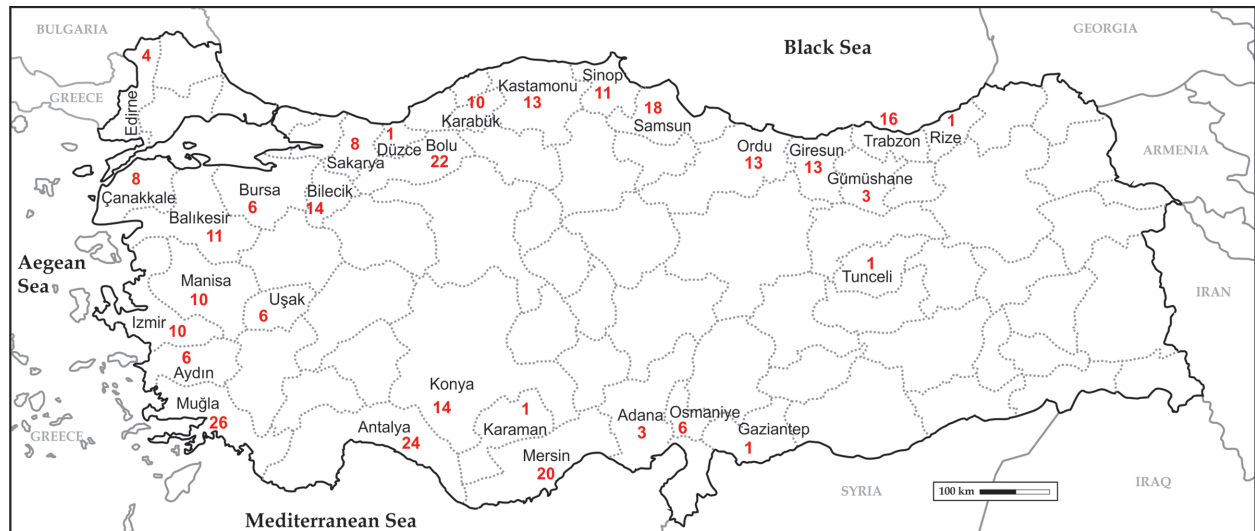 BULGARIA
GEORGIA
4
Black Sea
Sinop
Kastamonu
11
GREECE
10
13
18
Edirne
Karabük
Samsun
16
1
1
Trabzon
Rize
8
Düzce
Bolu
Ordu
Giresun
ARMENIA
Sakarya
22
13
13
Gümüshane
8
Bursa
Bilecik
3
Çanakkale
6
14
Balıkesir
11
Aegean
Sea
1
Tunceli
Manisa
10
Uşak
6
IRAN
Izmir
10
6
Aydın
Konya
14
1
Muğla
26
Karaman
Adana
Osmaniye
3
6
Gaziantep
1
GREECE
Antalya
24
Mersin
20
SYRIA
100 km
IRAQ
Mediterranean Sea